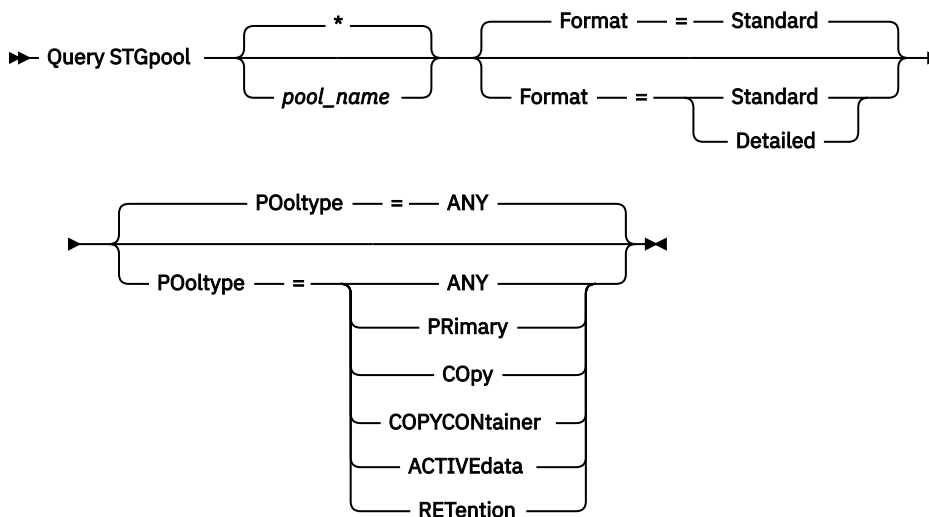 * Format = Standard
Query STGpool
pool_name Format = Standard
Detailed
POoltype = ANY
POoltype = ANY
PRimary
COpy
COPYCONtainer
ACTIVEdata
RETention